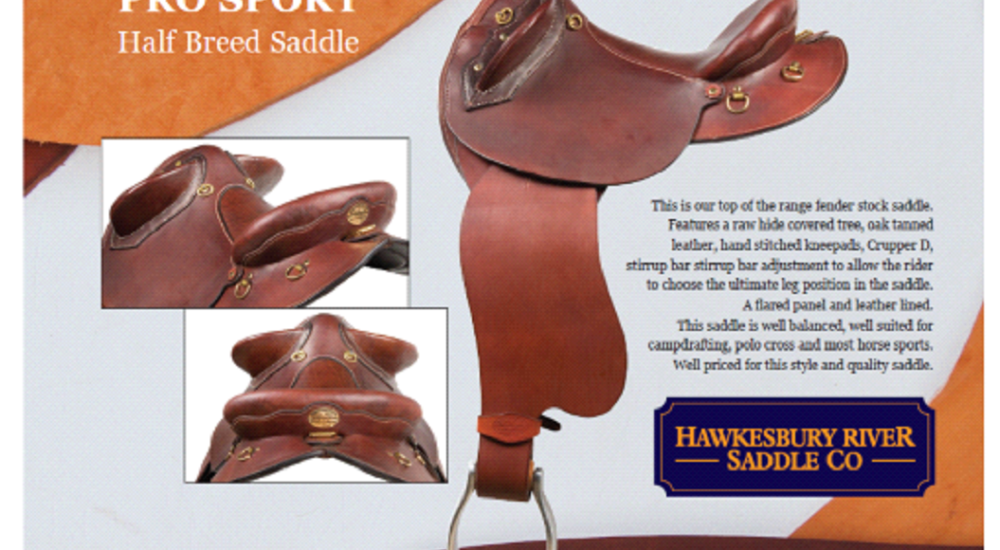 PRO SPORT
Half Breed Saddle
This is our top of the range fender stock saddle.
Features a raw hide covered tree, oak tanned
leather, hand stitched kneepads, Crupper D,
stirrup bar stirrup bar adjustment to allow the rider
to choose the ultimate leg position in the saddle.
A flared panel and leather lined.
This saddle is well balanced, well suited for
campdrafting, polo cross and most horse sports.
Well priced for this style and quality saddle.
HAWKESBURY RIVER
SADDLE CO